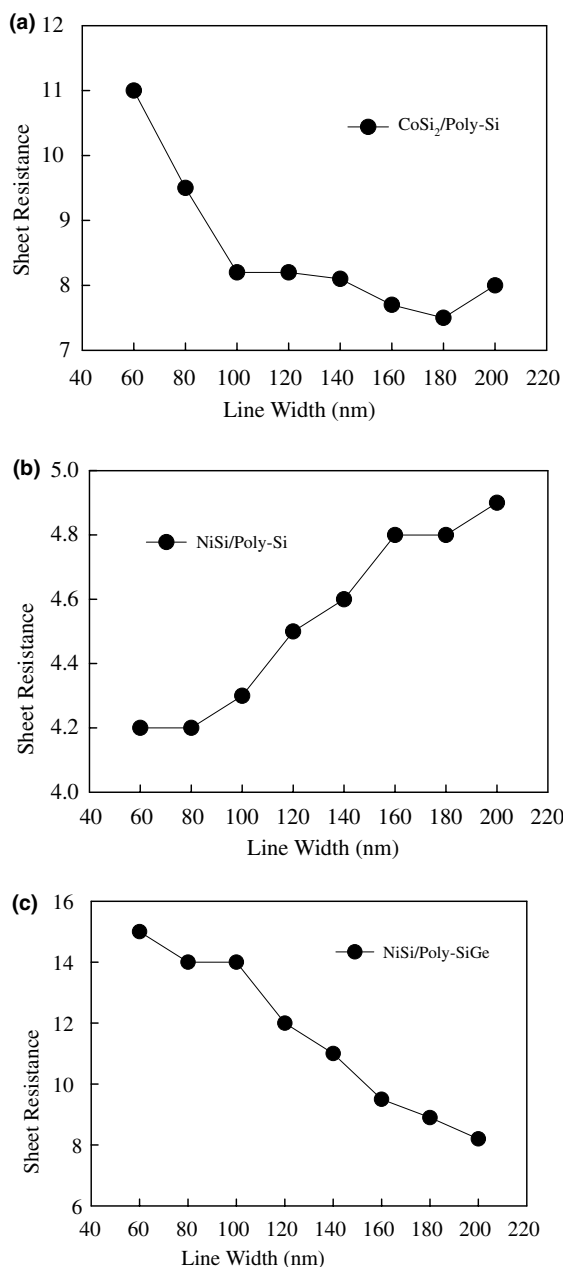 (a)
12
11
10
9
8
7
Sheet Resistance
CoSi₂/Poly-Si
40 60 80 100 120 140 160 180 200 220
Line Width (nm)
(b)
5.0
4.8
4.6
4.4
4.2
4.0
Sheet Resistance
NiSi/Poly-Si
40 60 80 100 120 140 160 180 200 220
Line Width (nm)
(c)
16
14
12
10
8
6
Sheet Resistance
NiSi/Poly-SiGe
40 60 80 100 120 140 160 180 200 220
Line Width (nm)